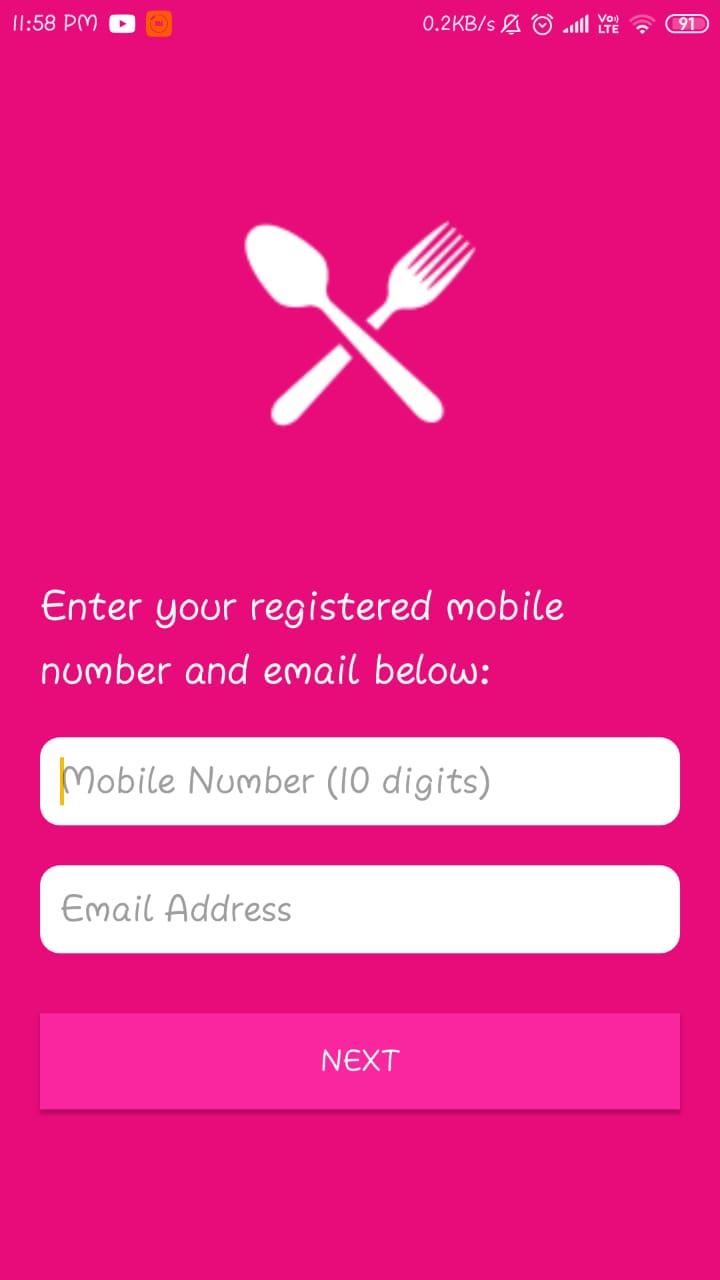 11:58 PM
0.2KB/s Vo)) LTE 91
Enter your registered mobile
number and email below:
Mobile Number (10 digits)
Email Address
NEXT